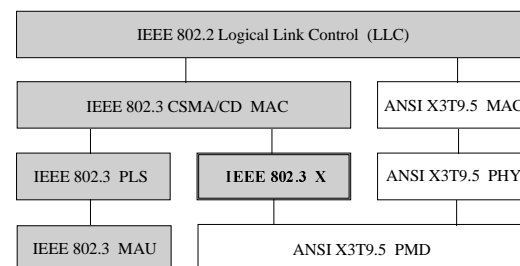 IEEE 802.2 Logical Link Control (LLC)
IEEE 802.3 CSMA/CD MAC
ANSI X3T9.5 MAC
IEEE 802.3 PLS
IEEE 802.3 X
ANSI X3T9.5 PHY
IEEE 802.3 MAU
ANSI X3T9.5 PMD